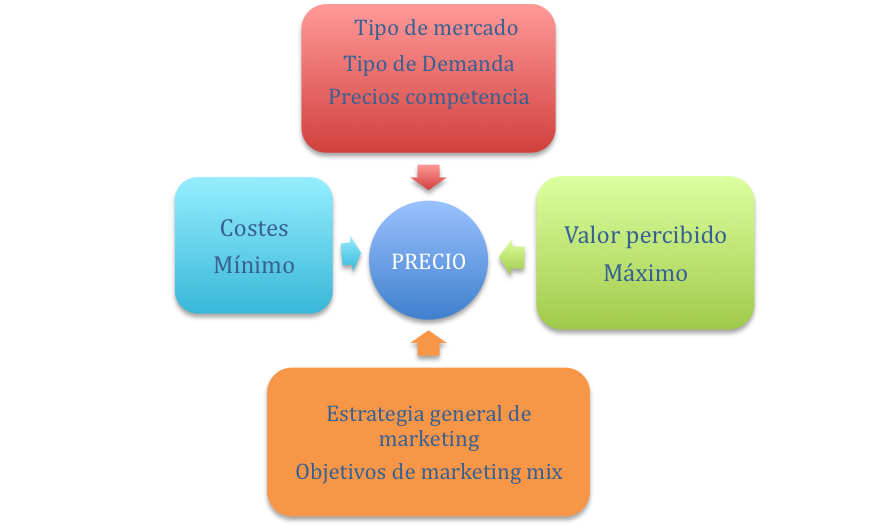 Tipo de mercado
Tipo de Demanda
Precios competencia
Costes
Mínimo
PRECIO
Valor percibido
Máximo
Estrategia general de
marketing
Objetivos de marketing mix